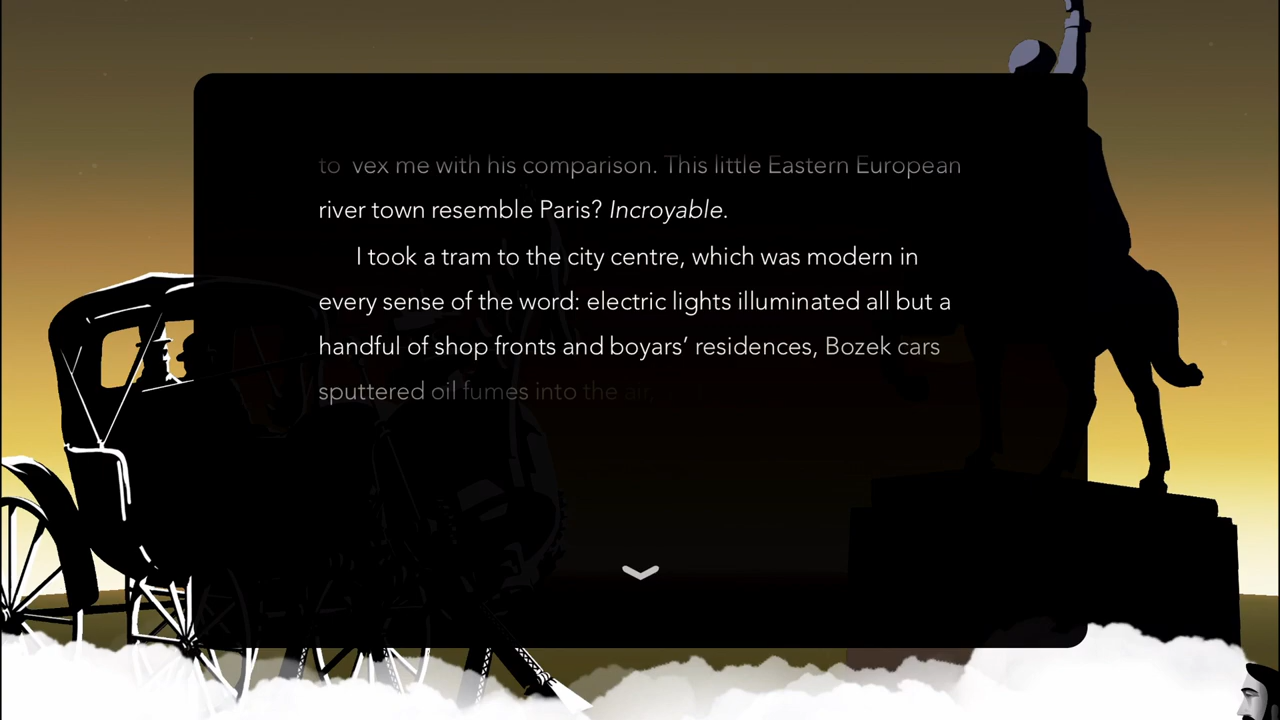 to vex me with his comparison. This little Eastern European
river town resemble Paris? Incroyable.
I took a tram to the city centre, which was modern in
every sense of the word: electric lights illuminated all but a
handful of shop fronts and boyars’ residences, Bozek cars
sputtered oil fumes into the air,